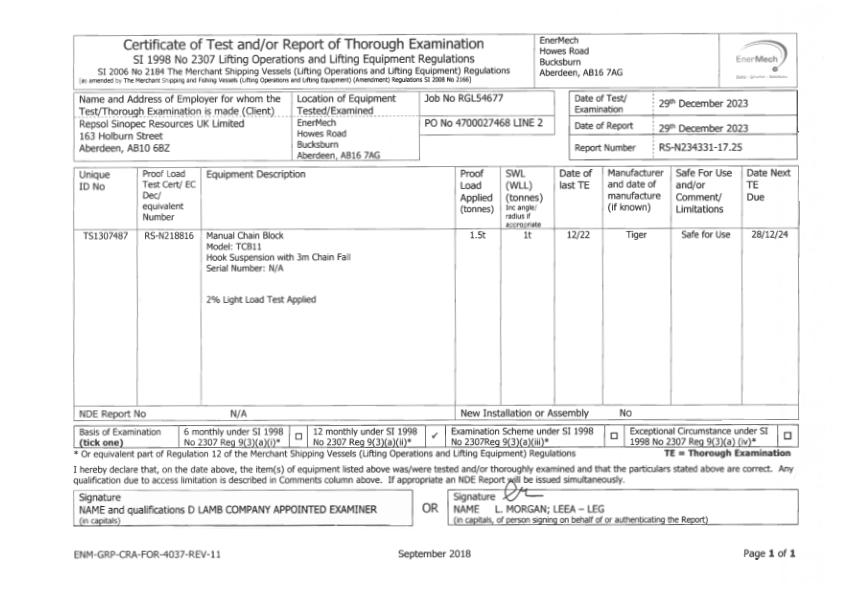 Certificate of Test and/or Report of Thorough Examination
SI 1998 No 2307 Lifting Operations and Lifting Equipment Regulations
SI 2006 No 2184 The Merchant Shipping Vessels (Lifting Operations and Lifting Equipment) Regulations
(as amended by The Merchant Shipping and Fishing Vessels (Lifting Operations and Lifting Equipment) (Amendment) Regulations SI 2008 No 2166)
EnerMech
Howes Road
Bucksburn
Aberdeen, AB16 7AG
EnerMech
Name and Address of Employer for whom the
Test/Thorough Examination is made (Client)
Repsol Sinopec Resources UK Limited
163 Holburn Street
Aberdeen, AB10 6BZ
Location of Equipment
Tested/Examined
EnerMech
Howes Road
Bucksburn
Aberdeen, AB16 7AG
Job No RGL54677
PO No 4700027468 LINE 2
Date of Test/
Examination
29th December 2023
Date of Report
29th December 2023
Report Number
RS-N234331-17.25
Unique
ID No
Proof Load
Test Cert/ EC
Dec/
equivalent
Number
Equipment Description
Proof
Load
Applied
(tonnes)
SWL
(WLL)
(tonnes)
Inc angle/
radius if
appropriate
Date of
last TE
Manufacturer
and date of
manufacture
(if known)
Safe For Use
and/or
Comment/
Limitations
Date Next
TE
Due
TS1307487
RS-N218816
Manual Chain Block
Model: TCB11
Hook Suspension with 3m Chain Fall
Serial Number: N/A
2% Light Load Test Applied
1.5t
1t
12/22
Tiger
Safe for Use
28/12/24
NDE Report No N/A
New Installation or Assembly No
Basis of Examination
(tick one)
6 monthly under SI 1998
No 2307 Reg 9(3)(a)(i)*
12 monthly under SI 1998
No 2307 Reg 9(3)(a)(ii)*
✓
Examination Scheme under SI 1998
No 2307Reg 9(3)(a)(iii)*
Exceptional Circumstance under SI
1998 No 2307 Reg 9(3)(a) (iv)*
* Or equivalent part of Regulation 12 of the Merchant Shipping Vessels (Lifting Operations and Lifting Equipment) Regulations
TE = Thorough Examination
I hereby declare that, on the date above, the item(s) of equipment listed above was/were tested and/or thoroughly examined and that the particulars stated above are correct. Any
qualification due to access limitation is described in Comments column above. If appropriate an NDE Report will be issued simultaneously.
Signature
NAME and qualifications D LAMB COMPANY APPOINTED EXAMINER
(in capitals)
OR
Signature
NAME L. MORGAN; LEEA – LEG
(in capitals, of person signing on behalf of or authenticating the Report)
ENM-GRP-CRA-FOR-4037-REV-11
September 2018
Page 1 of 1